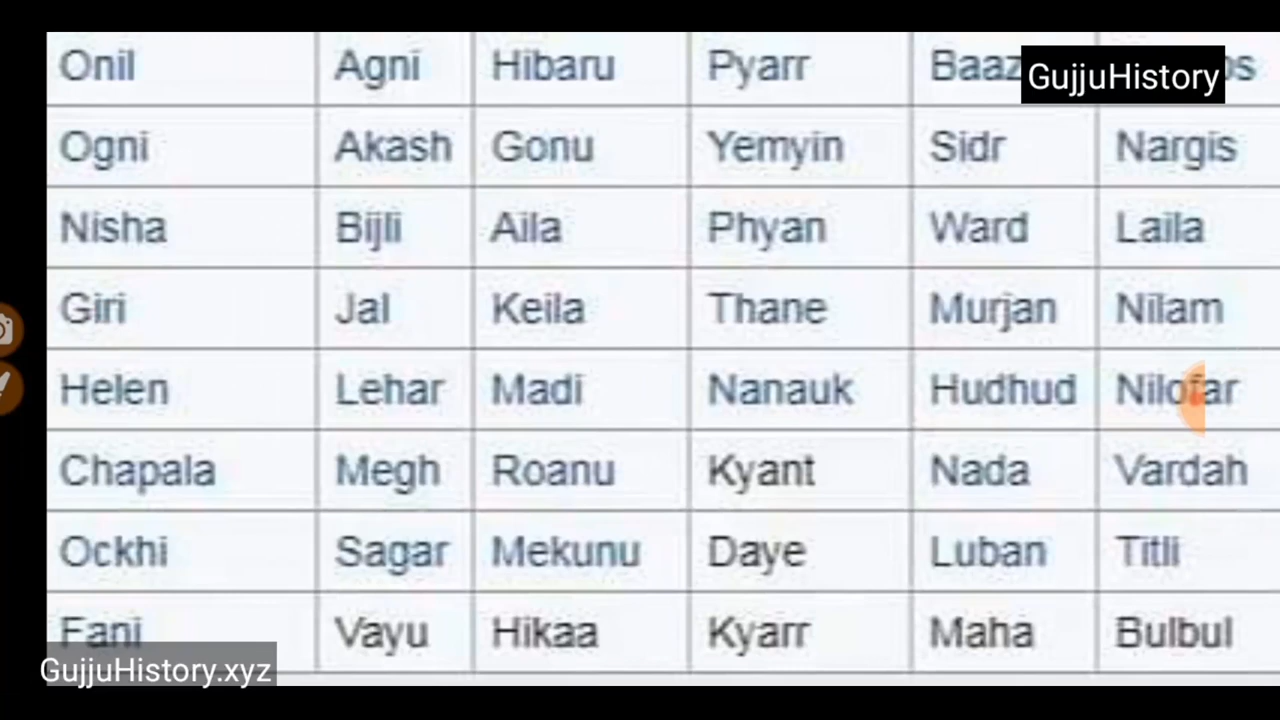 Onil Agni Hibaru Pyarr Baaz
GujjuHistory
Ogni Akash Gonu Yemyin Sidr Nargis
Nisha Bijli Aila Phyan Ward Laila
Giri Jal Keila Thane Murjan Nilam
Helen Lehar Madi Nanauk Hudhud Nilofar
Chapala Megh Roanu Kyant Nada Vardah
Ockhi Sagar Mekunu Daye Luban Titli
Fani Vayu Hikaa Kyarr Maha Bulbul
GujjuHistory.xyz